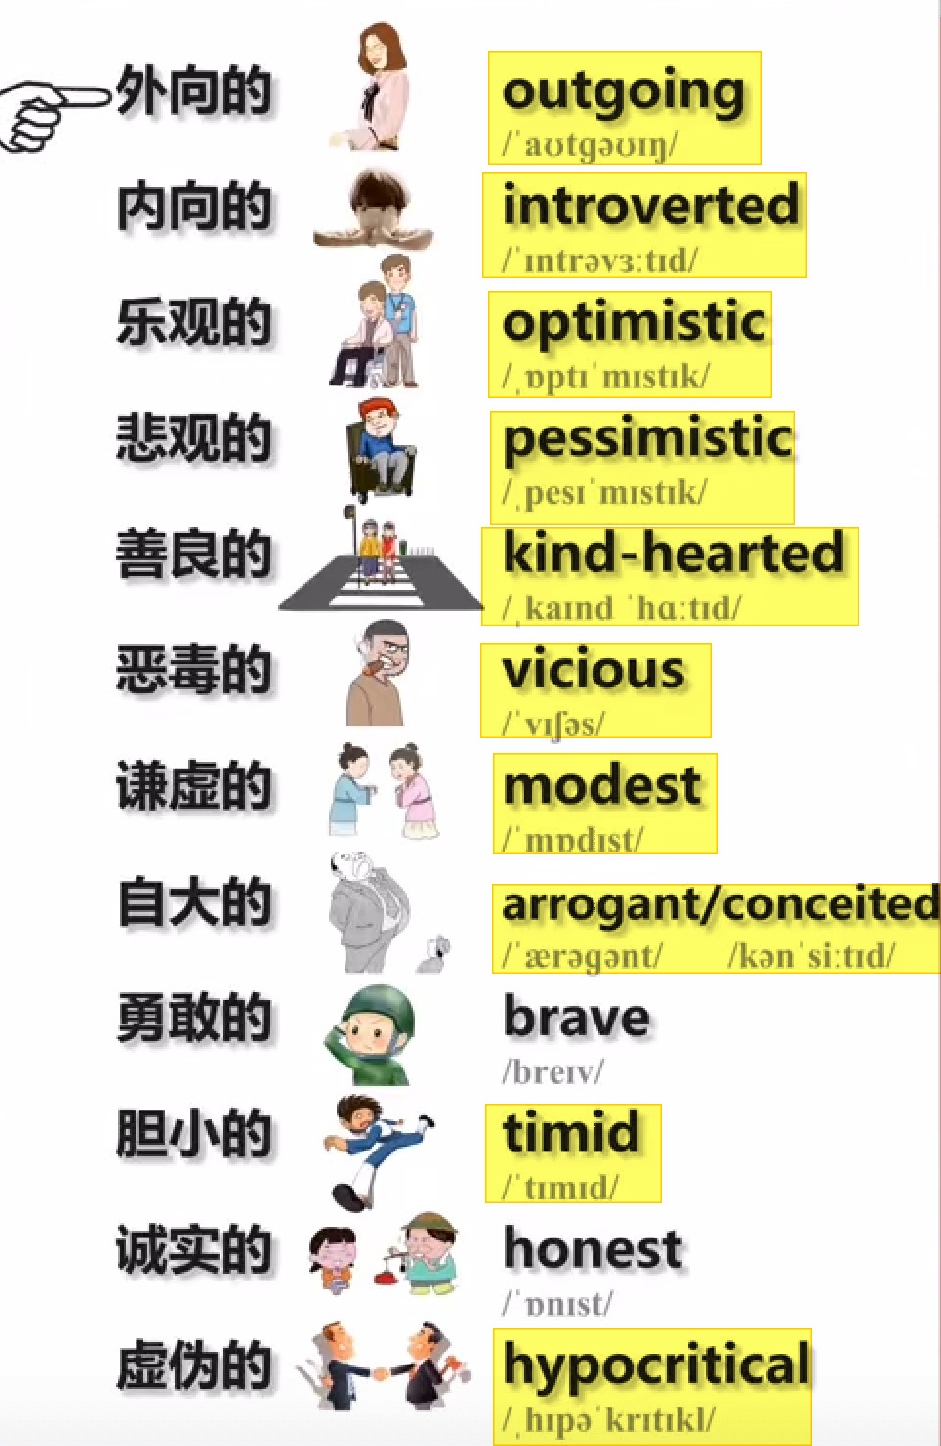 外向的 outgoing
/ˈaʊtgəʊɪŋ/
内向的 introverted
/ˈɪntrəvɜːtɪd/
乐观的 optimistic
/ˌɒptɪˈmɪstɪk/
悲观的 pessimistic
/ˌpesɪˈmɪstɪk/
善良的 kind-hearted
/ˌkaɪnd ˈhɑːtɪd/
恶毒的 vicious
/ˈvɪʃəs/
谦虚的 modest
/ˈmɒdɪst/
自大的 arrogant/conceited
/ˈærəgənt/ /kənˈsiːtɪd/
勇敢的 brave
/breɪv/
胆小的 timid
/ˈtɪmɪd/
诚实的 honest
/ˈɒnɪst/
虚伪的 hypocritical
/ˌhɪpəˈkrɪtɪkl/